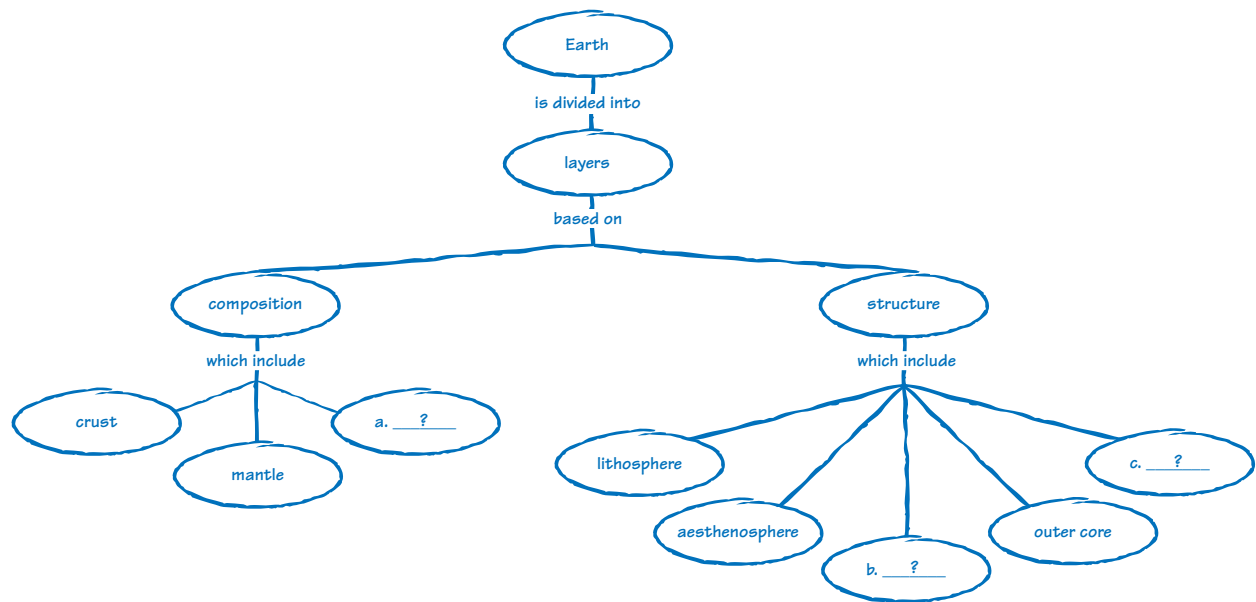 Earth
is divided into
layers
based on
composition
structure
which include
which include
crust
a. ___?___
mantle
lithosphere
c. ___?___
aesthenosphere
outer core
b. ___?___